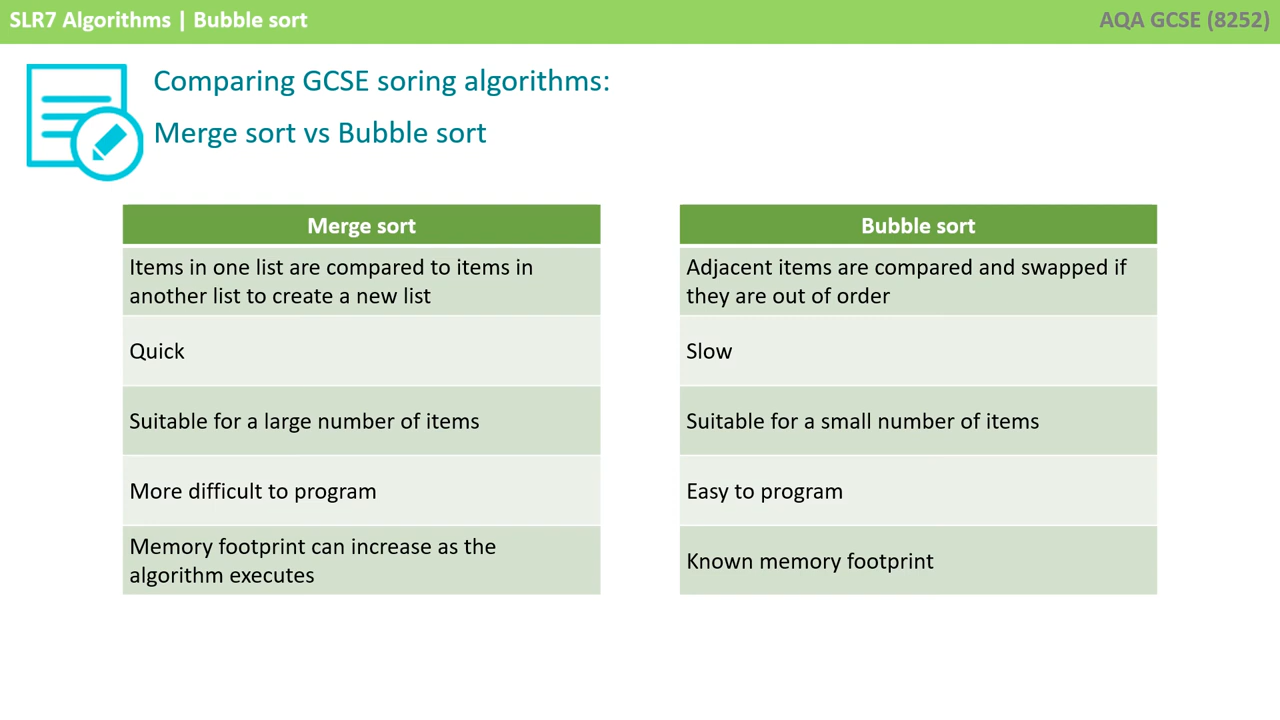 SLR7 Algorithms | Bubble sort
AQA GCSE (8252)
Comparing GCSE soring algorithms:
Merge sort vs Bubble sort
Merge sort
Items in one list are compared to items in
another list to create a new list
Quick
Suitable for a large number of items
More difficult to program
Memory footprint can increase as the
algorithm executes
Bubble sort
Adjacent items are compared and swapped if
they are out of order
Slow
Suitable for a small number of items
Easy to program
Known memory footprint